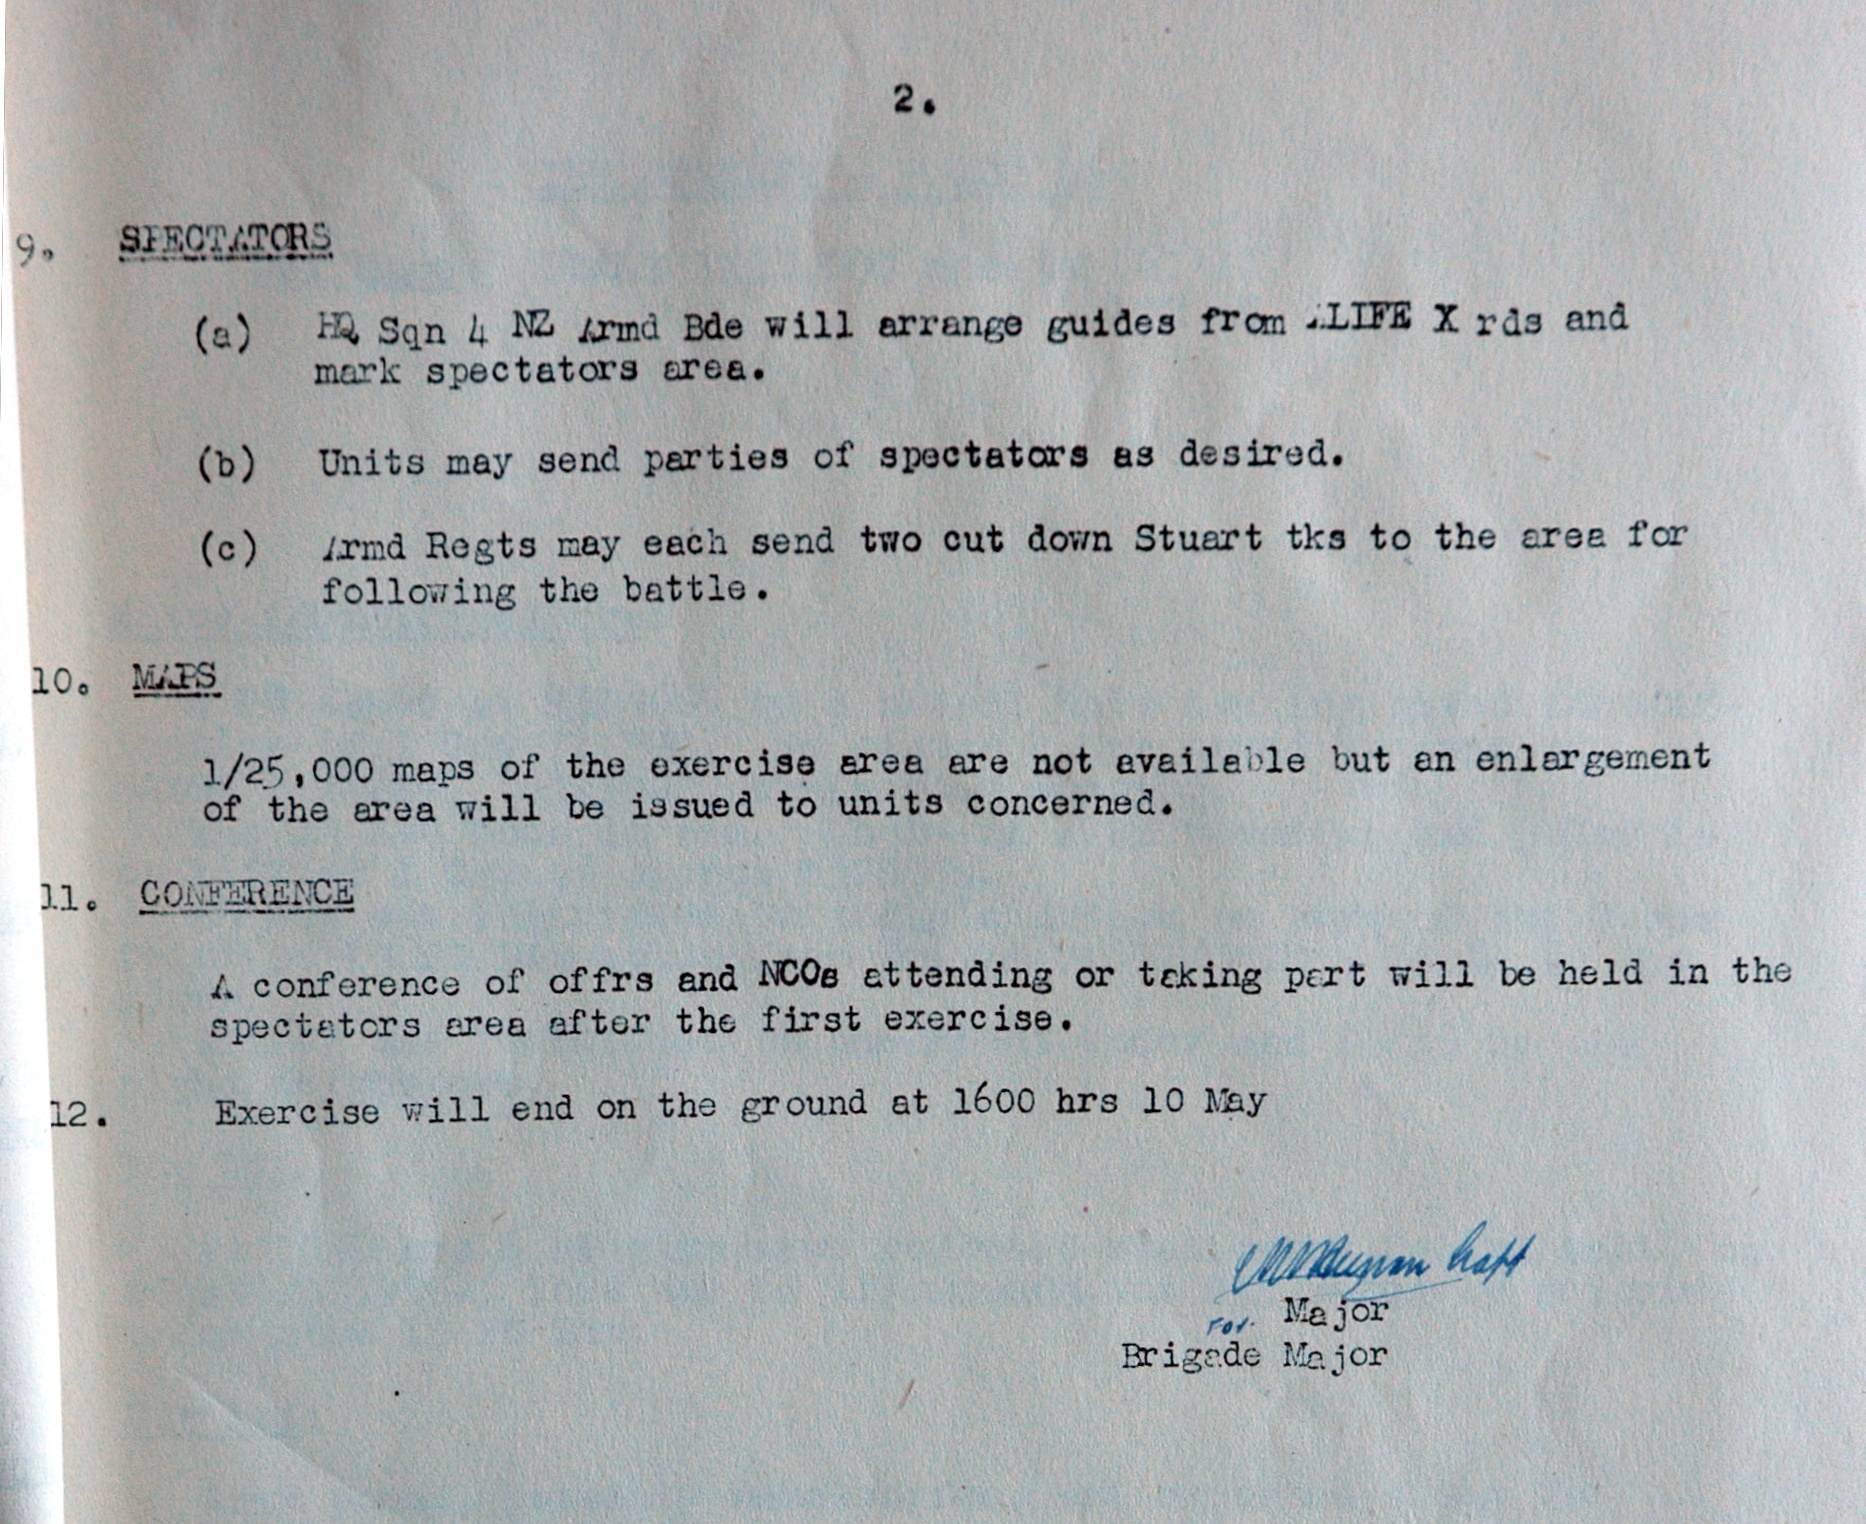 2.
9. SPECTATORS
(a) HQ Sqn 4 NZ Armd Bde will arrange guides from ALIFE X rds and
mark spectators area.
(b) Units may send parties of spectators as desired.
(c) Armd Regts may each send two cut down Stuart tks to the area for
following the battle.
10. MAPS
1/25,000 maps of the exercise area are not available but an enlargement
of the area will be issued to units concerned.
11. CONFERENCE
A conference of offrs and NCOs attending or taking part will be held in the
spectators area after the first exercise.
12. Exercise will end on the ground at 1600 hrs 10 May
Capt
Major
For.
Brigade Major